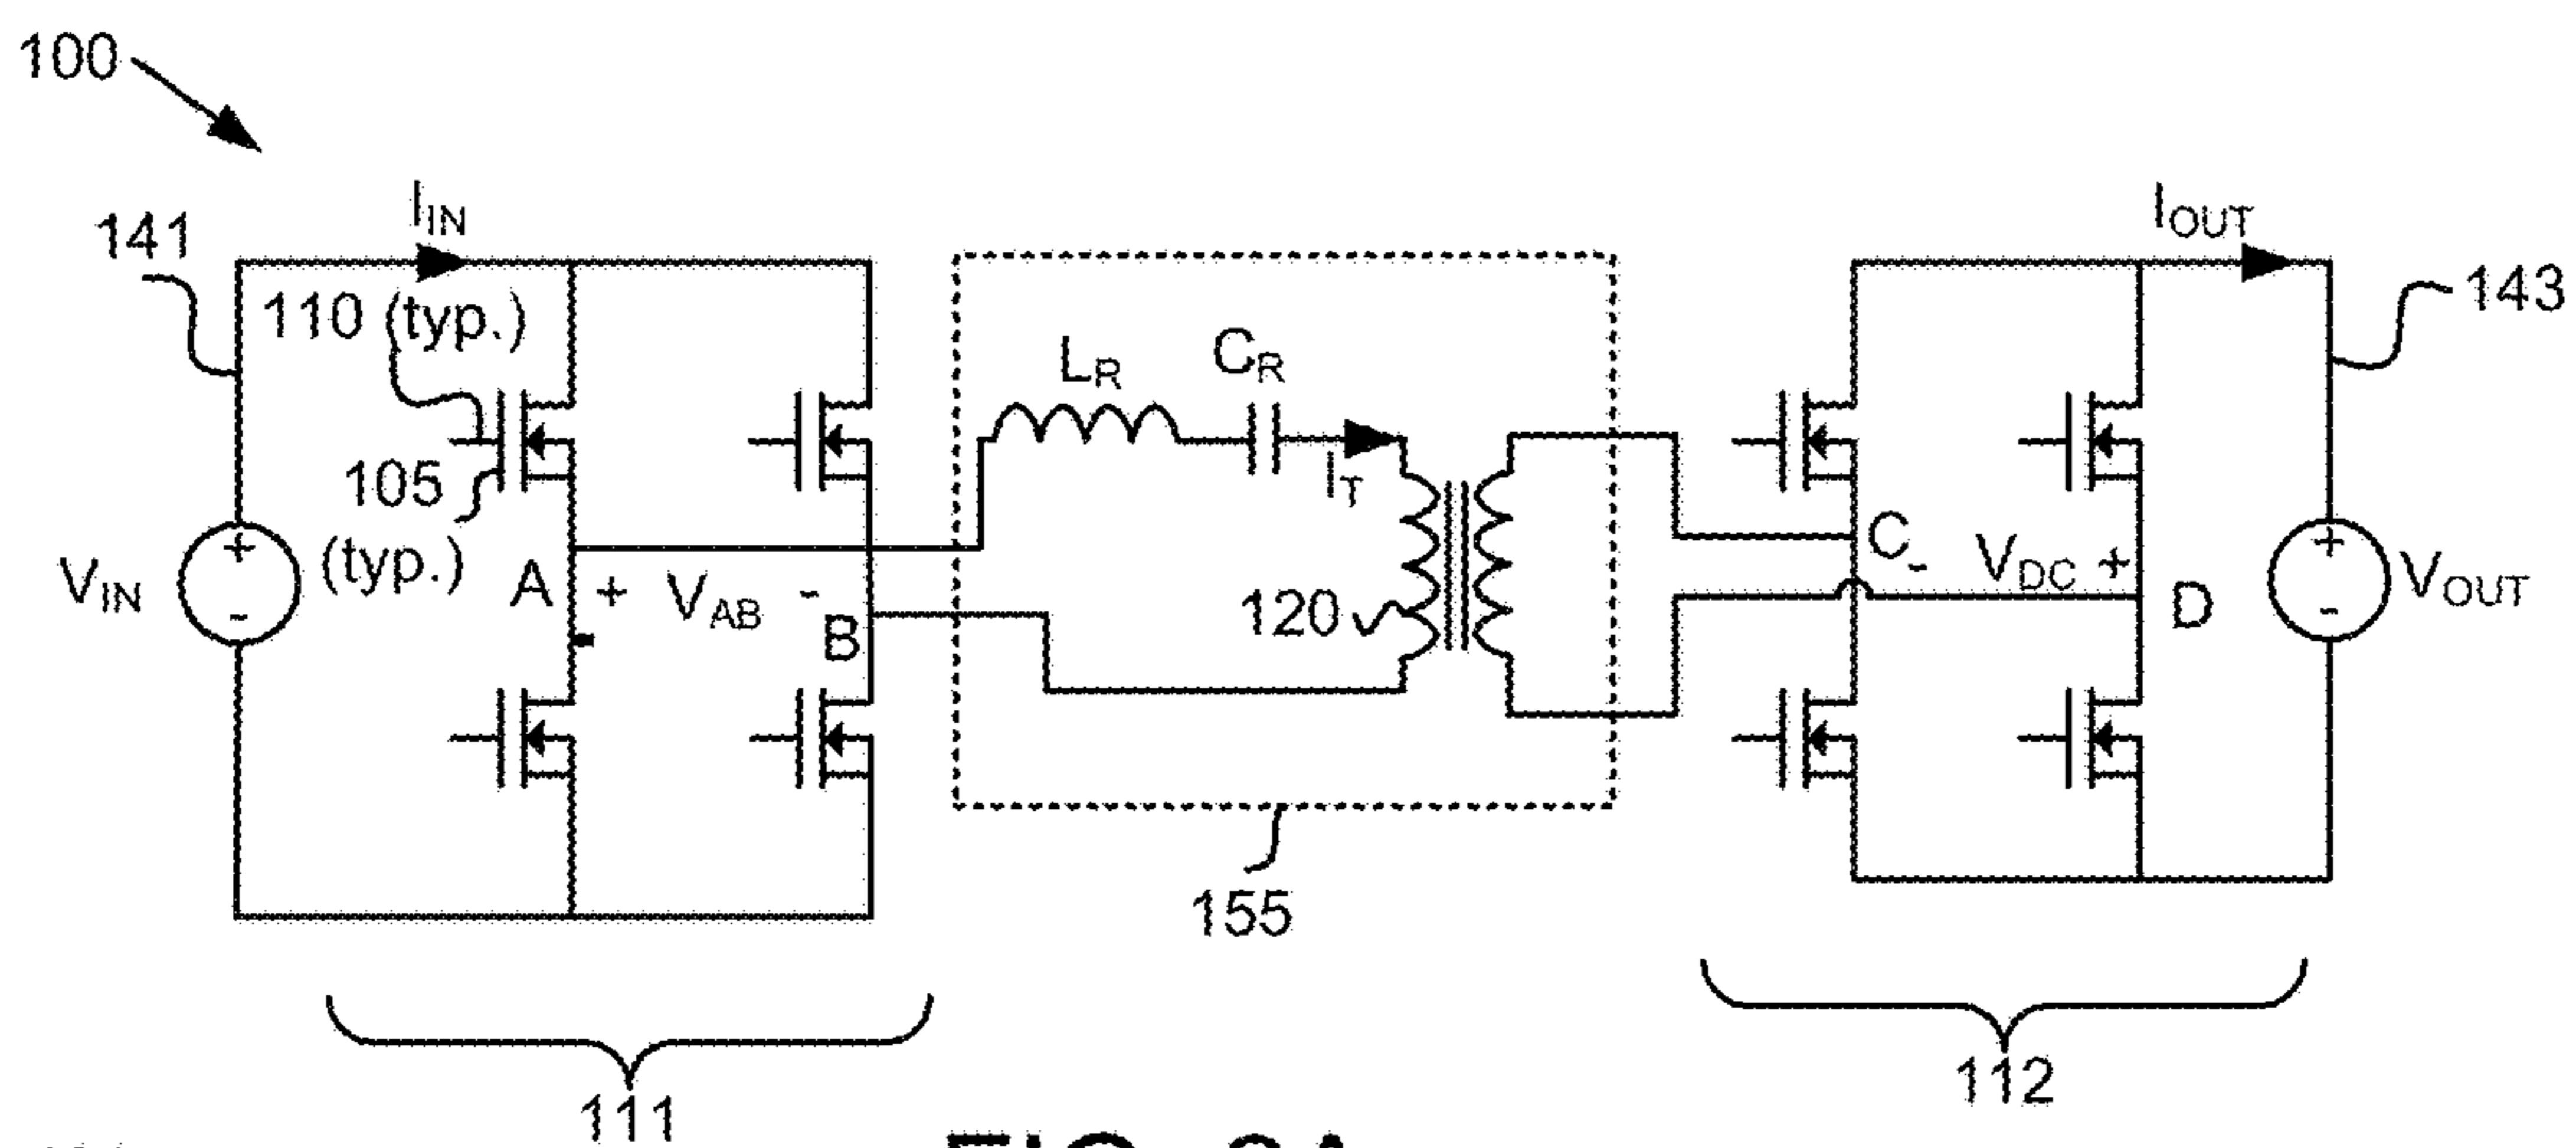 100
I_IN
I_OUT
141
143
110 (typ.)
L_R
C_R
105
(typ.)
I_T
V_IN
+
-
A
+ V_AB -
B
120
C
- V_DC +
D
+
-
V_OUT
155
111
112